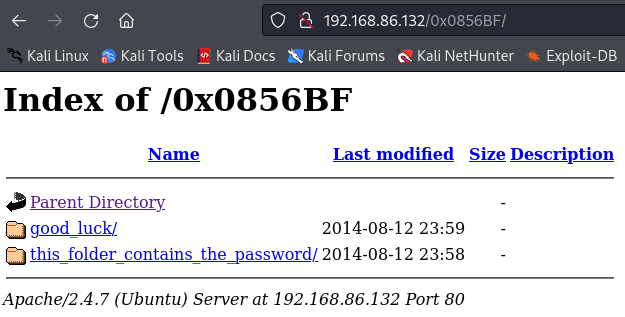 192.168.86.132/0x0856BF/
Kali Linux Kali Tools Kali Docs Kali Forums Kali NetHunter Exploit-DB
Index of /0x0856BF
Name Last modified Size Description
Parent Directory -
good_luck/ 2014-08-12 23:59 -
this_folder_contains_the_password/ 2014-08-12 23:58 -
Apache/2.4.7 (Ubuntu) Server at 192.168.86.132 Port 80